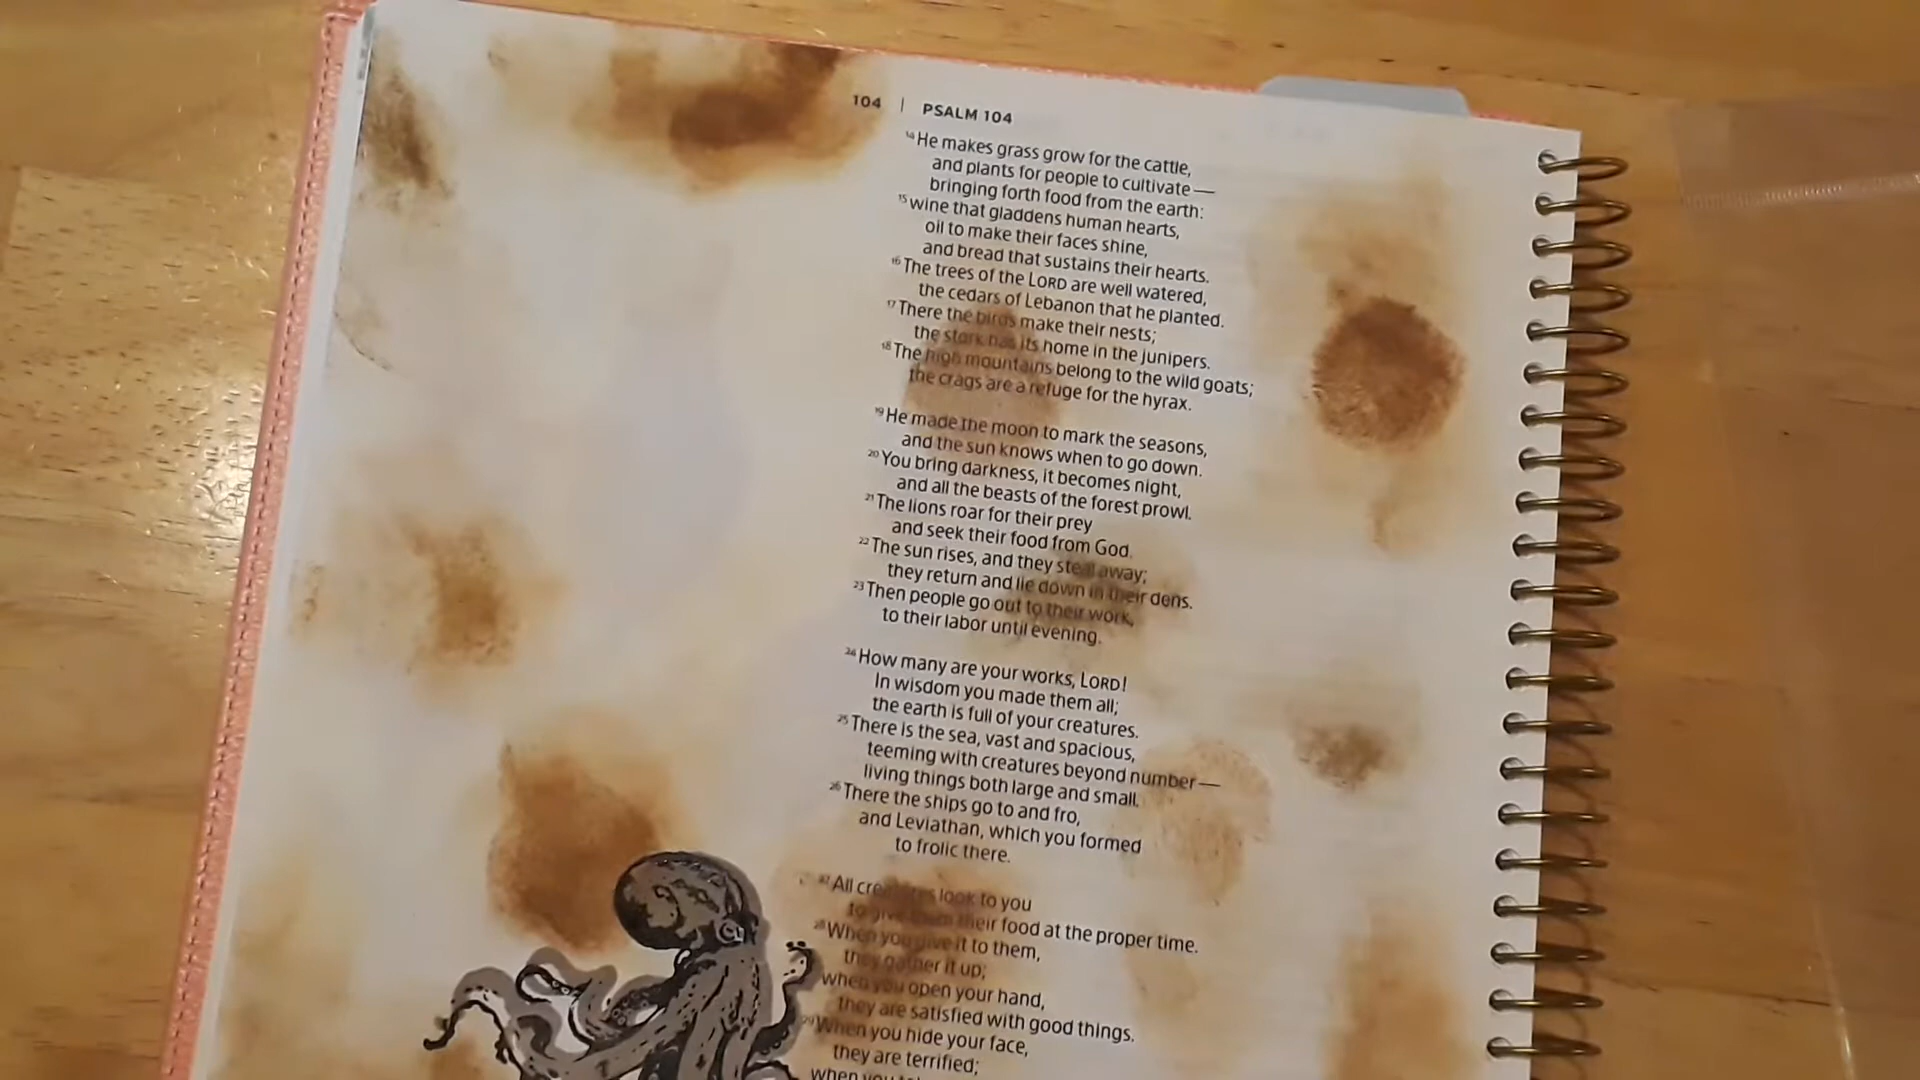 104 | PSALM 104
14 He makes grass grow for the cattle,
and plants for people to cultivate —
bringing forth food from the earth:
15 wine that gladdens human hearts,
oil to make their faces shine,
and bread that sustains their hearts.
16 The trees of the LORD are well watered,
the cedars of Lebanon that he planted.
17 There the birds make their nests;
the stork has its home in the junipers.
18 The high mountains belong to the wild goats;
the crags are a refuge for the hyrax.
19 He made the moon to mark the seasons,
and the sun knows when to go down.
20 You bring darkness, it becomes night,
and all the beasts of the forest prowl.
21 The lions roar for their prey
and seek their food from God.
22 The sun rises, and they steal away;
they return and lie down in their dens.
23 Then people go out to their work,
to their labor until evening.
24 How many are your works, LORD!
In wisdom you made them all;
the earth is full of your creatures.
25 There is the sea, vast and spacious,
teeming with creatures beyond number —
living things both large and small.
26 There the ships go to and fro,
and Leviathan, which you formed
to frolic there.
27 All creatures look to you
to give them their food at the proper time.
28 When you give it to them,
they gather it up;
when you open your hand,
they are satisfied with good things.
29 When you hide your face,
they are terrified;
when you